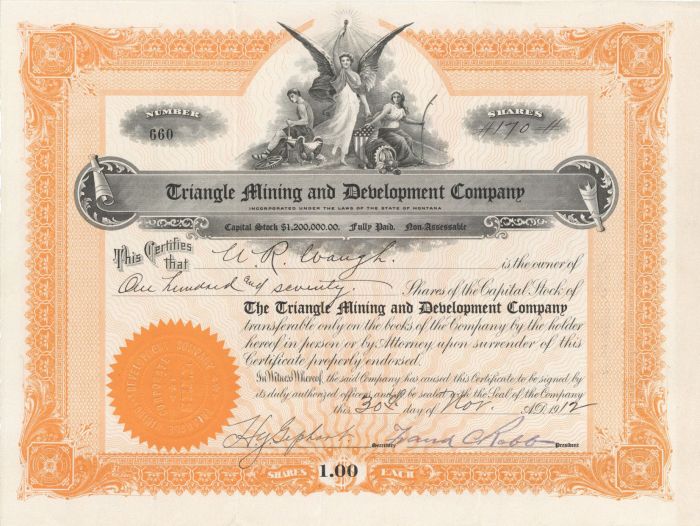 NUMBER
660
SHARES
#170#
Triangle Mining and Development Company
INCORPORATED UNDER THE LAWS OF THE STATE OF MONTANA
Capital Stock $1,200,000.00. Fully Paid. Non-Assessable
This Certifies that W. R. Waugh. is the owner of
One hundred and seventy. Shares of the Capital Stock of
The Triangle Mining and Development Company
transferable only on the books of the Company by the holder
hereof in person or by Attorney upon surrender of this
Certificate properly endorsed.
In Witness Whereof, the said Company has caused this Certificate to be signed by
its duly authorized officers and to be sealed with the Seal of the Company
this 30th day of Nov. A.D. 1912
Secretary
President
SHARES 1.00 EACH